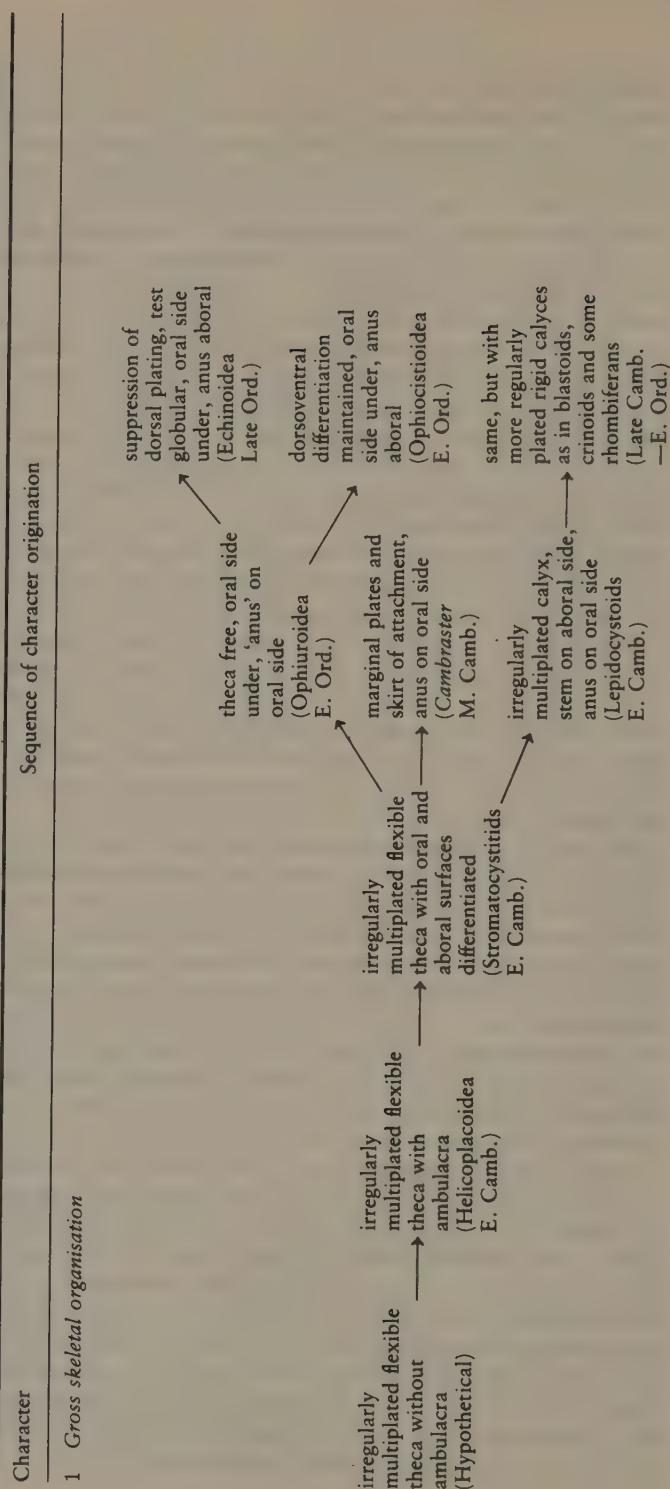 Character
Sequence of character origination
1 Gross skeletal organisation
irregularly
multiplated flexible
theca without
ambulacra
(Hypothetical)
irregularly
multiplated flexible
theca with
ambulacra
(Helicoplacoidea
E. Camb.)
irregularly
multiplated flexible
theca with oral and
aboral surfaces
differentiated
(Stromatocystitids
E. Camb.)
theca free, oral side
under, ‘anus’ on
oral side
(Ophiuroidea
E. Ord.)
marginal plates and
skirt of attachment,
anus on oral side
(Cambraster
M. Camb.)
irregularly
multiplated calyx,
stem on aboral side,
anus on oral side
(Lepidocystoids
E. Camb.)
suppression of
dorsal plating, test
globular, oral side
under, anus aboral
(Echinoidea
Late Ord.)
dorsoventral
differentiation
maintained, oral
side under, anus
aboral
(Ophiocistioidea
E. Ord.)
same, but with
more regularly
plated rigid calyces
as in blastoids,
crinoids and some
rhombiferans
(Late Camb.
—E. Ord.)